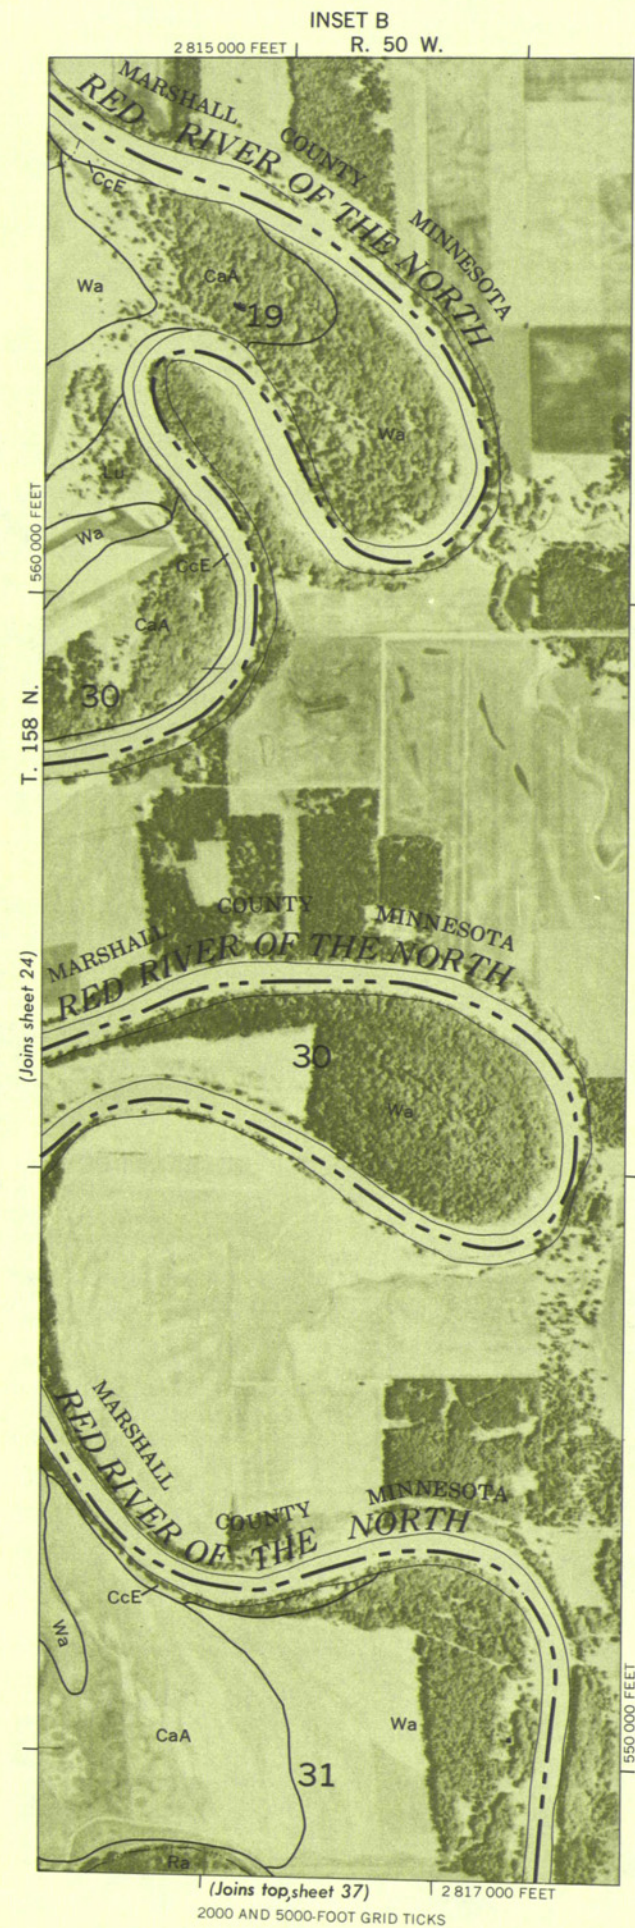 INSET B
2 815 000 FEET
R. 50 W.
MARSHALL COUNTY MINNESOTA
RED RIVER OF THE NORTH
CcE
Wa
CaA
19
Wa
Lu
560 000 FEET
Wa
CcE
CaA
30
T. 158 N.
MARSHALL COUNTY MINNESOTA
RED RIVER OF THE NORTH
(Joins sheet 24)
30
Wa
MARSHALL COUNTY MINNESOTA
RED RIVER OF THE NORTH
CcE
Wa
CaA
Wa
550 000 FEET
31
Ra
(Joins top, sheet 37)
2 817 000 FEET
2000 AND 5000-FOOT GRID TICKS